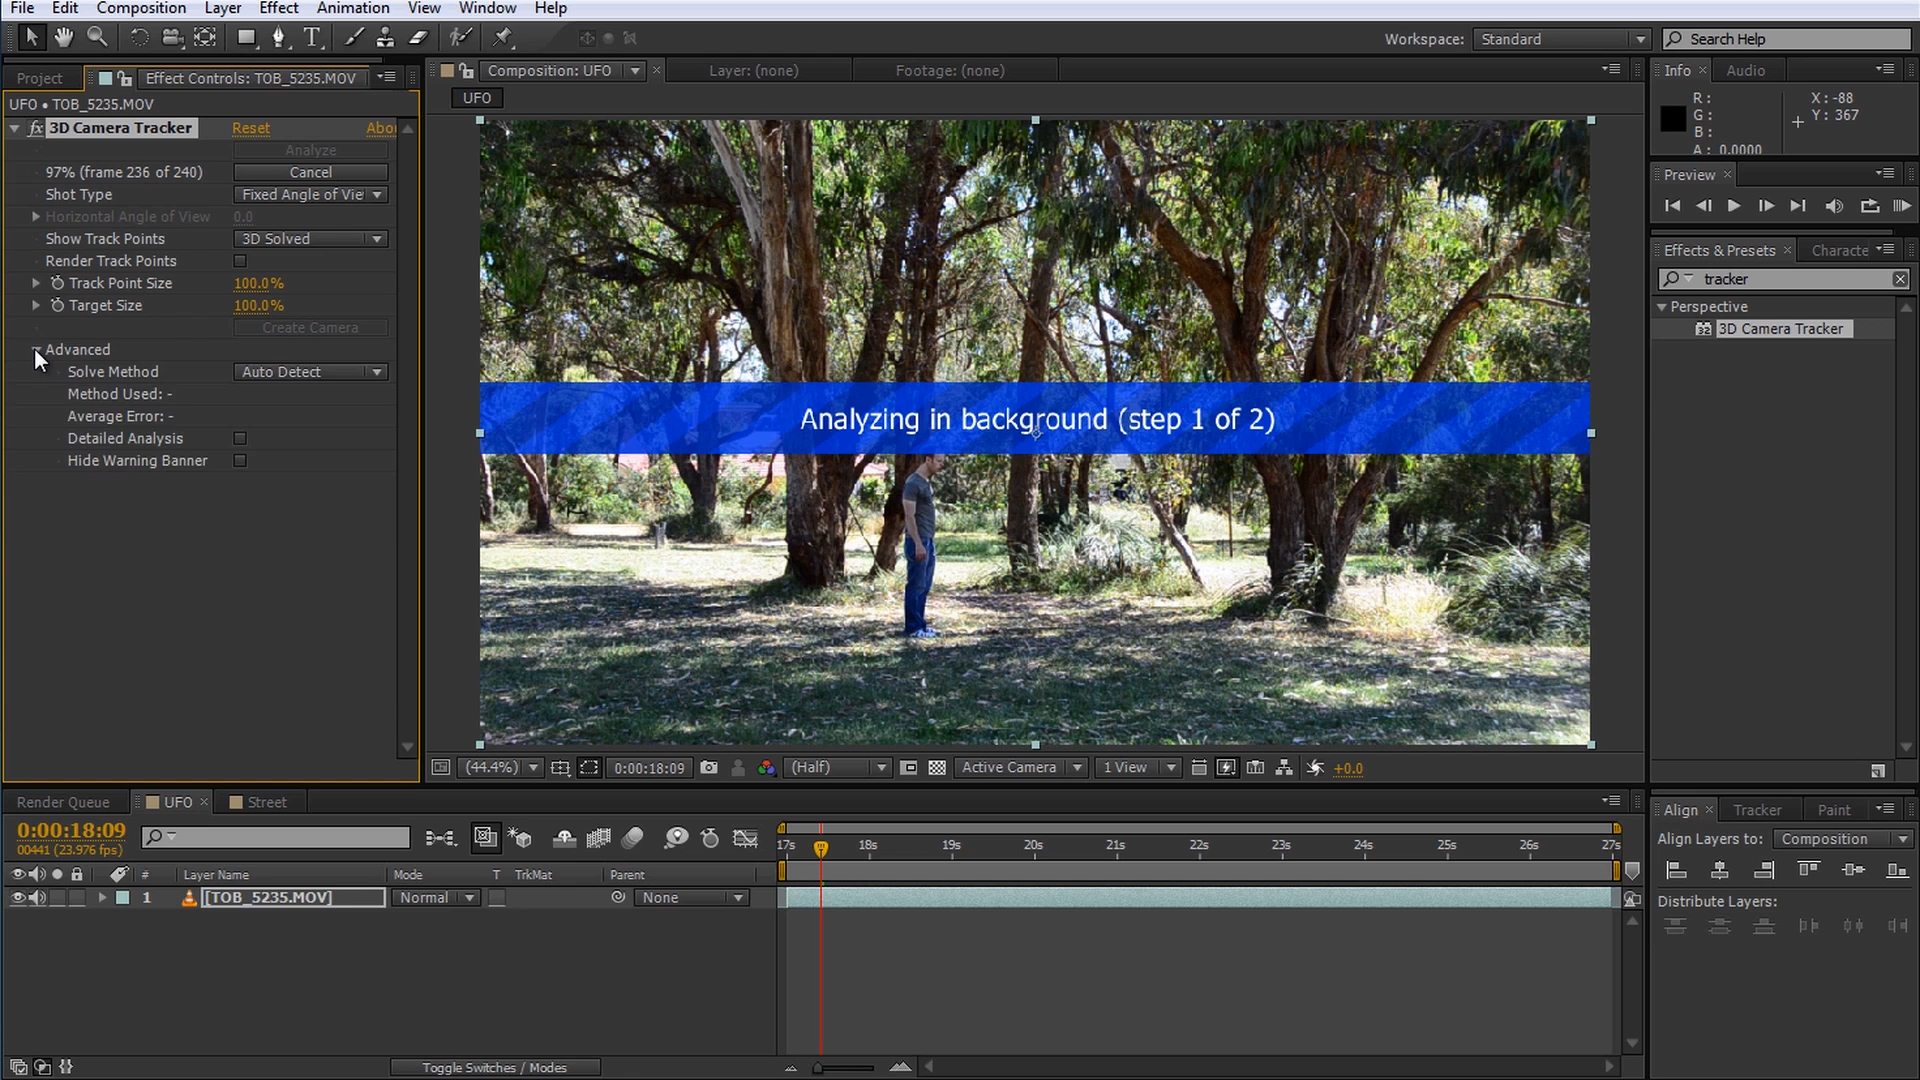 File Edit Composition Layer Effect Animation View Window Help
Workspace: Standard Search Help
Project Effect Controls: TOB_5235.MOV
Composition: UFO Layer: (none) Footage: (none)
Info Audio
UFO • TOB_5235.MOV
UFO
R :
G :
B :
A : 0.0000
X : -88
Y : 367
fx 3D Camera Tracker Reset Abo
Analyze
97% (frame 236 of 240) Cancel
Shot Type Fixed Angle of Vie
Horizontal Angle of View 0.0
Show Track Points 3D Solved
Render Track Points
Track Point Size 100.0%
Target Size 100.0%
Create Camera
Advanced
Solve Method Auto Detect
Method Used: -
Average Error: -
Detailed Analysis
Hide Warning Banner
Analyzing in background (step 1 of 2)
Preview
Effects & Presets Characte
tracker
Perspective
32 3D Camera Tracker
(44.4%) 0:00:18:09 (Half) Active Camera 1 View +0.0
Render Queue UFO Street
0:00:18:09
00441 (23.976 fps)
17s 18s 19s 20s 21s 22s 23s 24s 25s 26s 27s
# Layer Name Mode T TrkMat Parent
1 [TOB_5235.MOV] Normal None
Toggle Switches / Modes
Align Tracker Paint
Align Layers to: Composition
Distribute Layers: